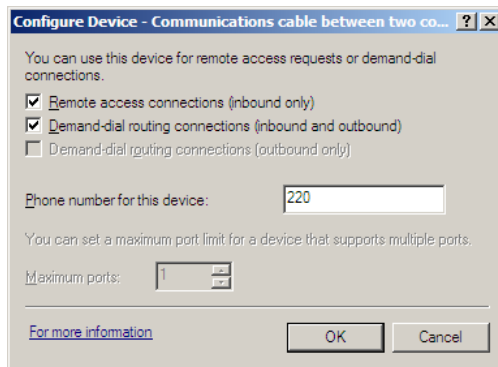 Configure Device - Communications cable between two co...
You can use this device for remote access requests or demand-dial
connections.
Remote access connections (inbound only)
Demand-dial routing connections (inbound and outbound)
Demand-dial routing connections (outbound only)
Phone number for this device: 220
You can set a maximum port limit for a device that supports multiple ports.
Maximum ports: 1
For more information OK Cancel